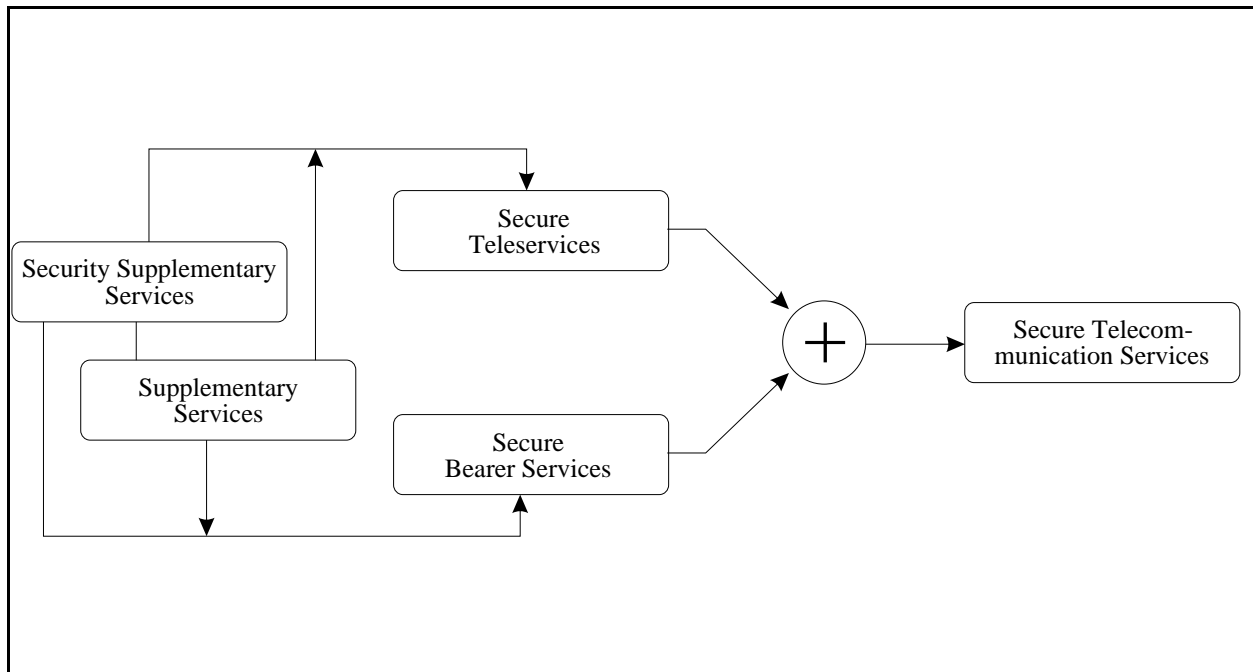 Secure
Teleservices
Security Supplementary
Services
Supplementary
Services
Secure
Bearer Services
+
Secure Telecom-
munication Services